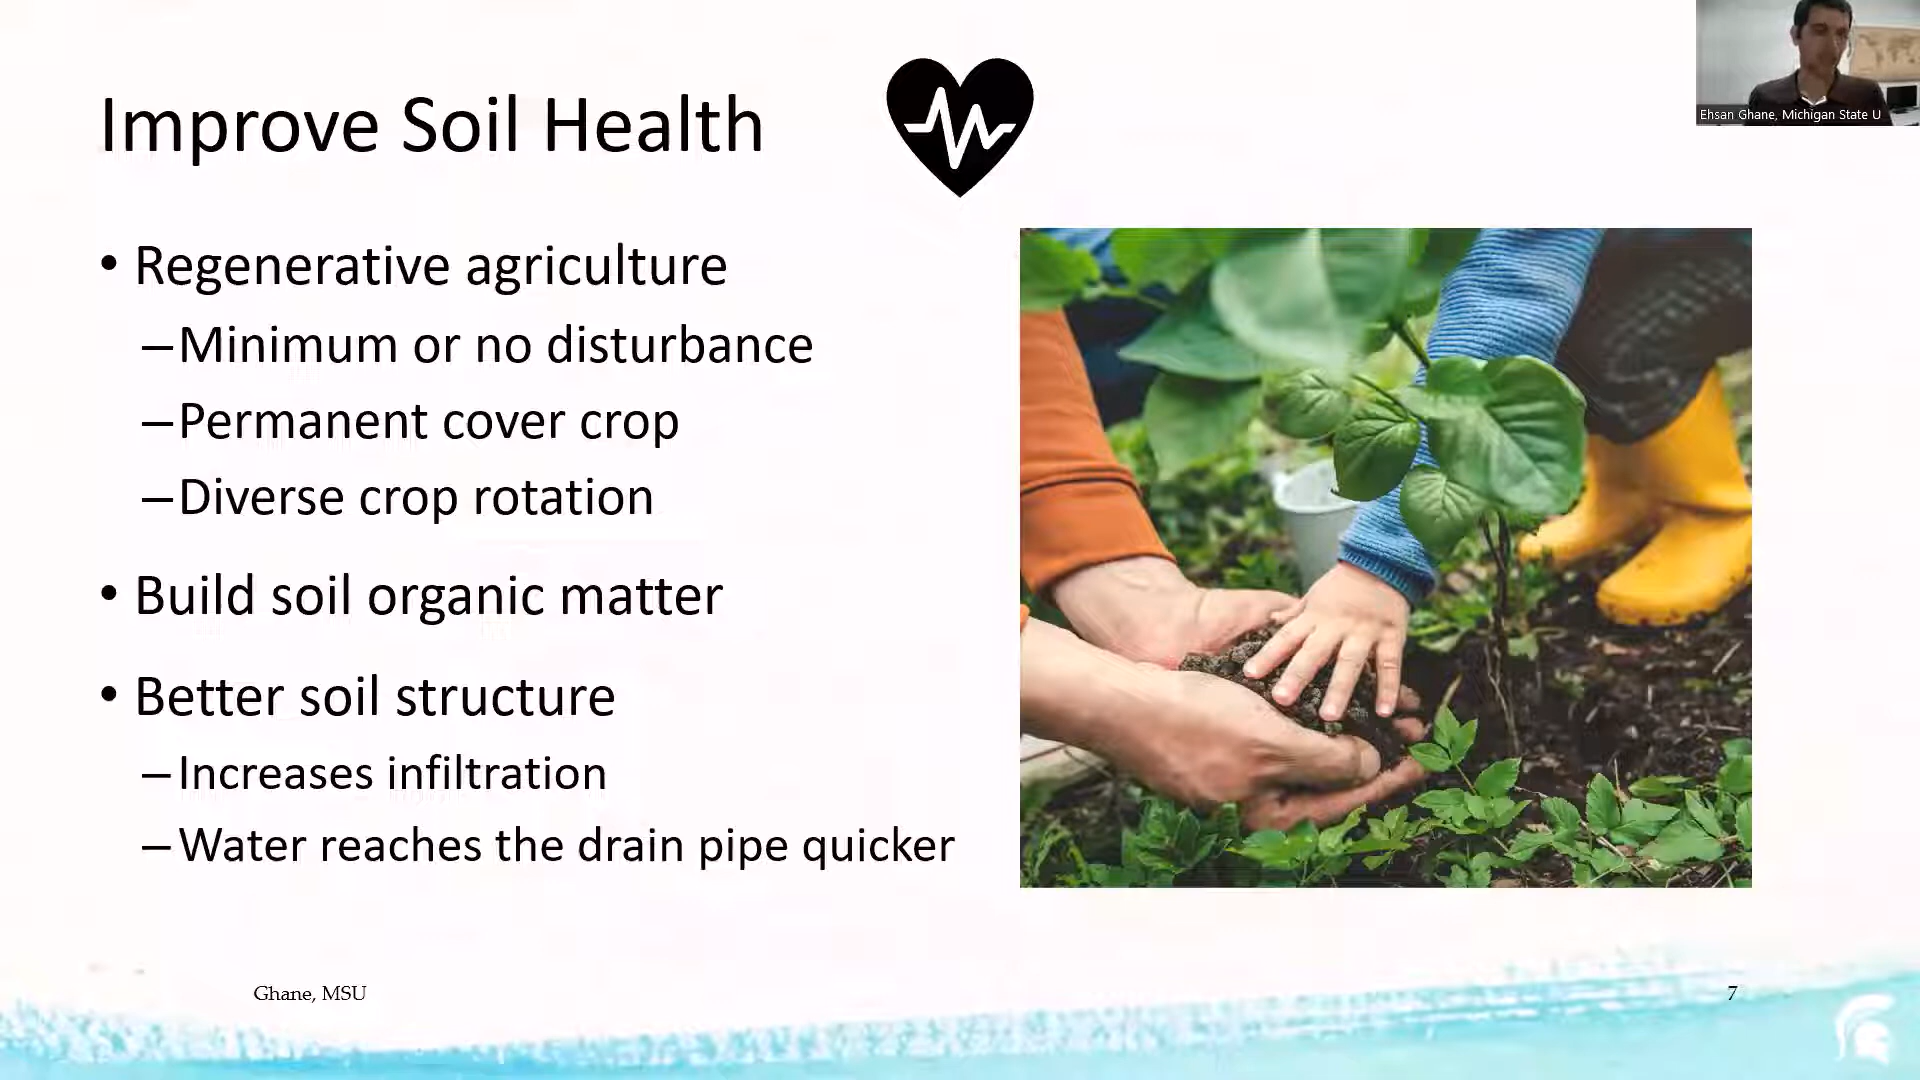 Improve Soil Health
Ehsan Ghane, Michigan State U
• Regenerative agriculture
–Minimum or no disturbance
–Permanent cover crop
–Diverse crop rotation
• Build soil organic matter
• Better soil structure
–Increases infiltration
–Water reaches the drain pipe quicker
Ghane, MSU
7